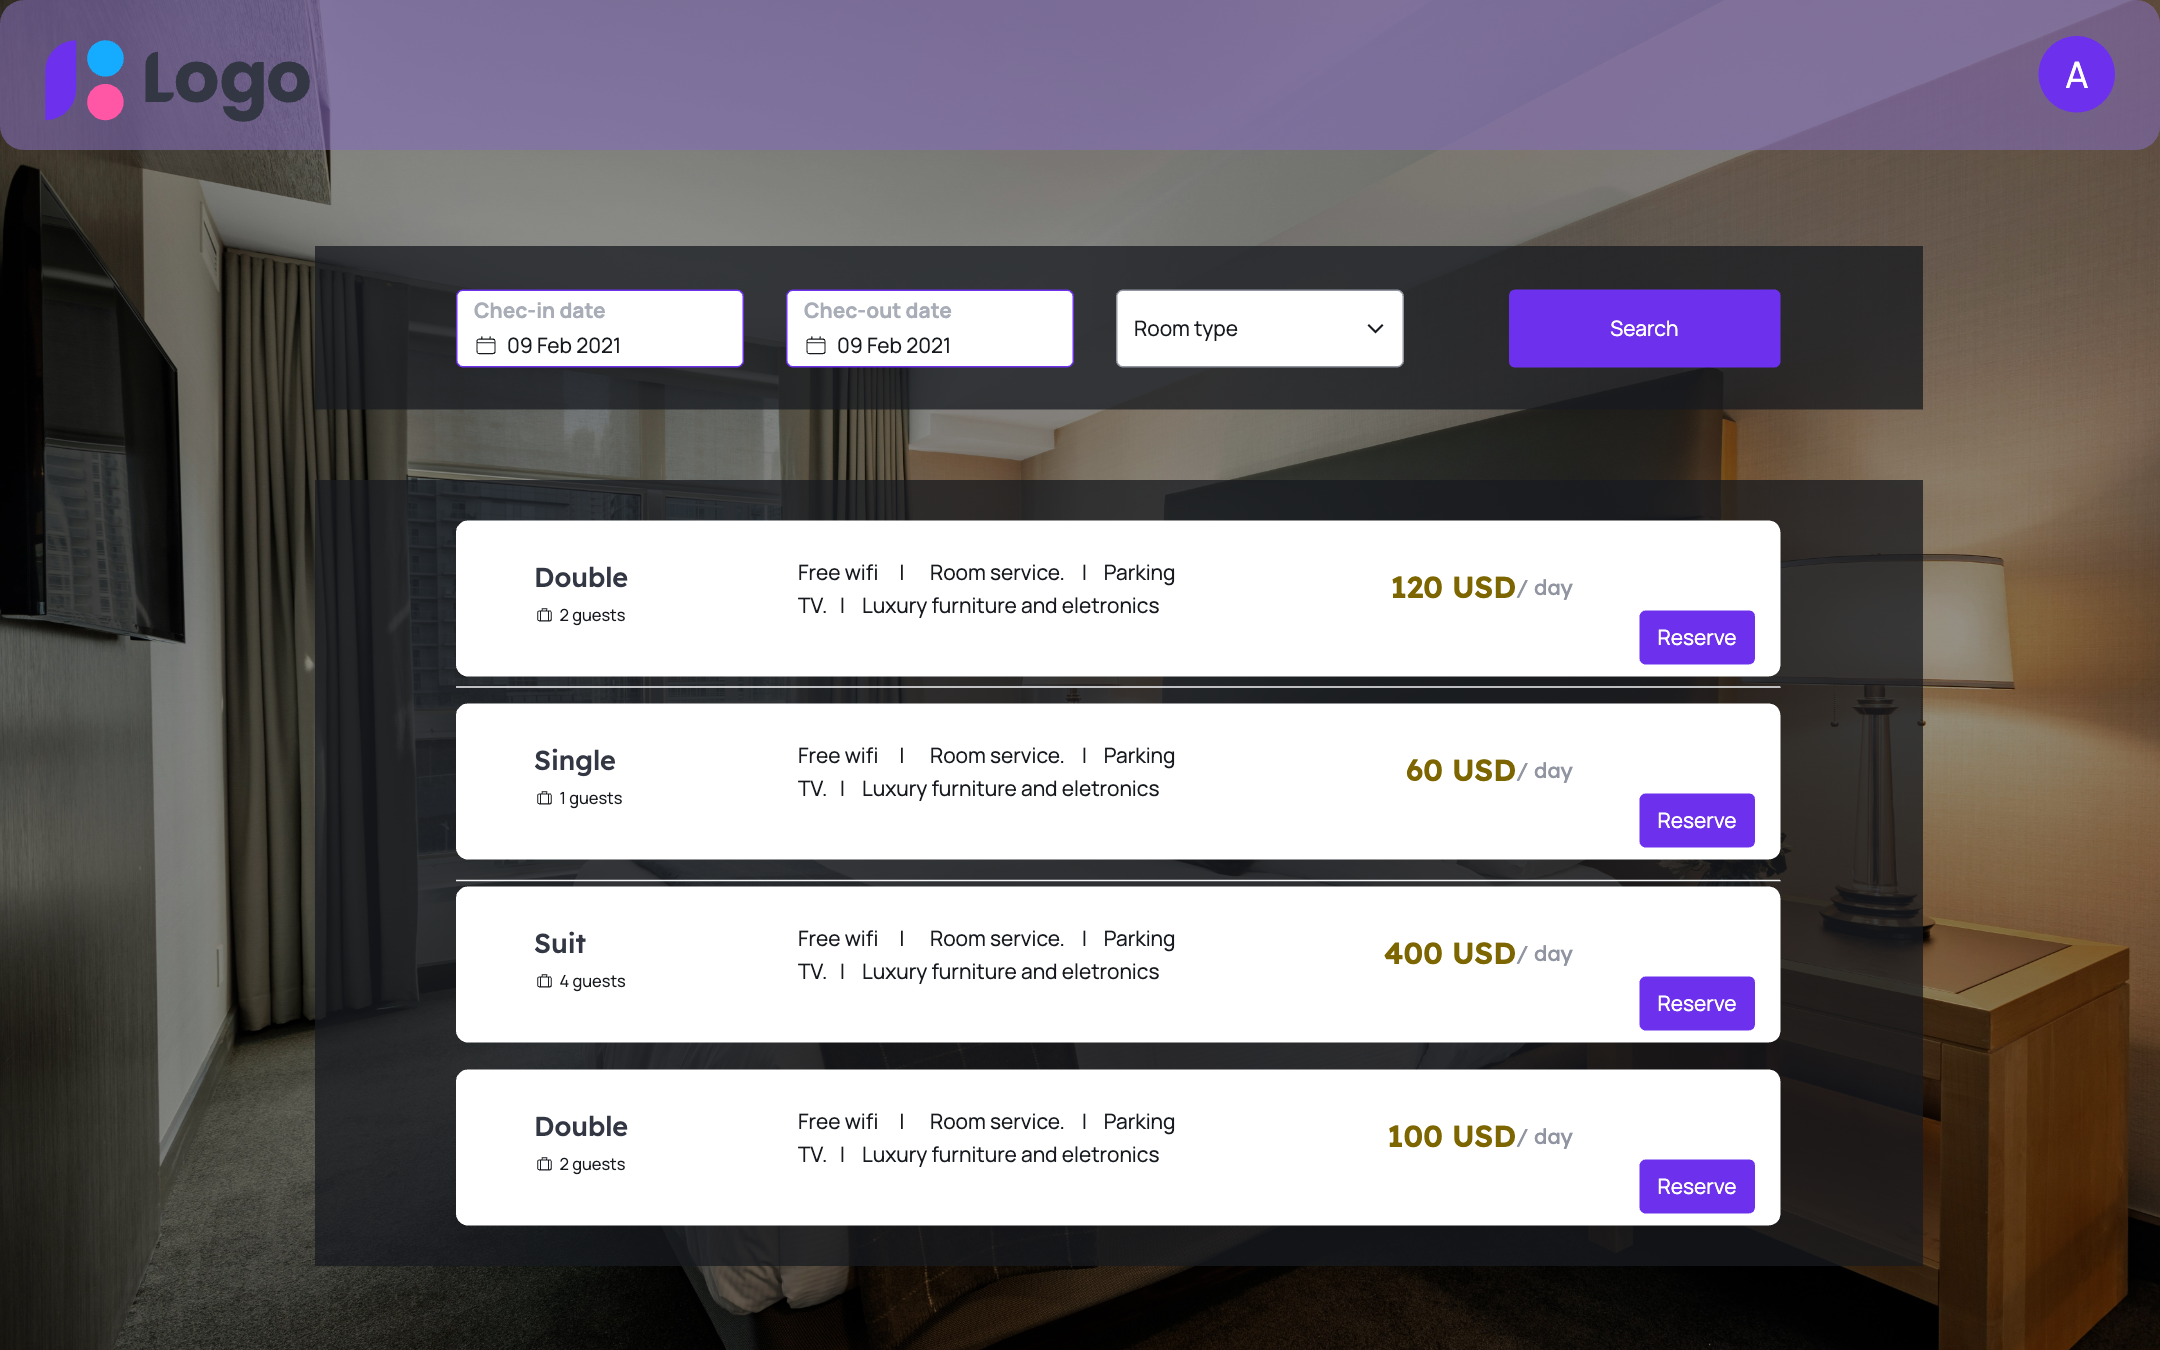 Logo
A
Chec-in date
09 Feb 2021
Chec-out date
09 Feb 2021
Room type
Search
Double
2 guests
Free wifi | Room service. | Parking
TV. | Luxury furniture and eletronics
120 USD/ day
Reserve
Single
1 guests
Free wifi | Room service. | Parking
TV. | Luxury furniture and eletronics
60 USD/ day
Reserve
Suit
4 guests
Free wifi | Room service. | Parking
TV. | Luxury furniture and eletronics
400 USD/ day
Reserve
Double
2 guests
Free wifi | Room service. | Parking
TV. | Luxury furniture and eletronics
100 USD/ day
Reserve